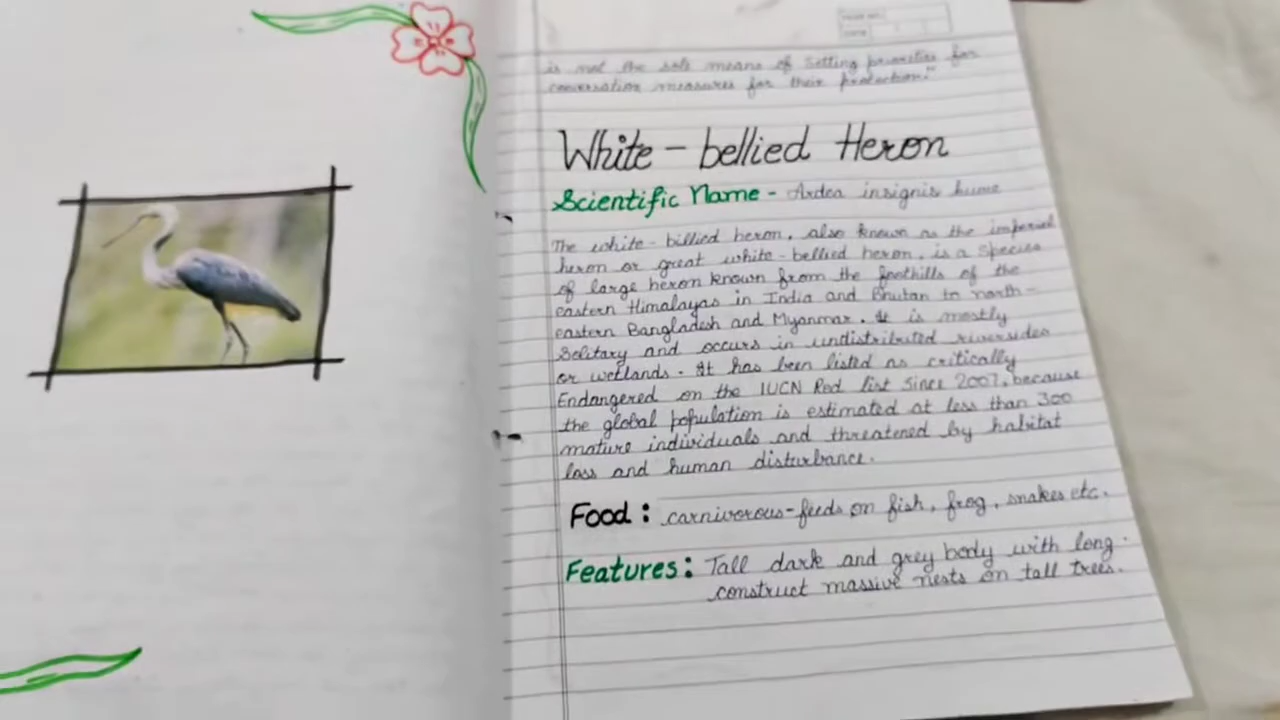 PAGE NO.
DATE
is not the sole means of setting priorities for
conversation measures for their protection."
White - bellied Heron
Scientific Name - Ardea insignis hume
The white - billied heron, also known as the imperial
heron or great white - bellied heron, is a species
of large heron known from the foothills of the
eastern Himalayas in India and Bhutan to north-
eastern Bangladesh and Myanmar. It is mostly
Solitary and occurs in undistributed riversides
or wetlands. It has been listed as critically
Endangered on the IUCN Red list since 2007, because
the global population is estimated at less than 300
mature individuals and threatened by habitat
loss and human disturbance.
Food : carnivorous - feeds on fish, frog, snakes etc.
Features : Tall dark and grey body with long.
construct massive nests on tall trees.